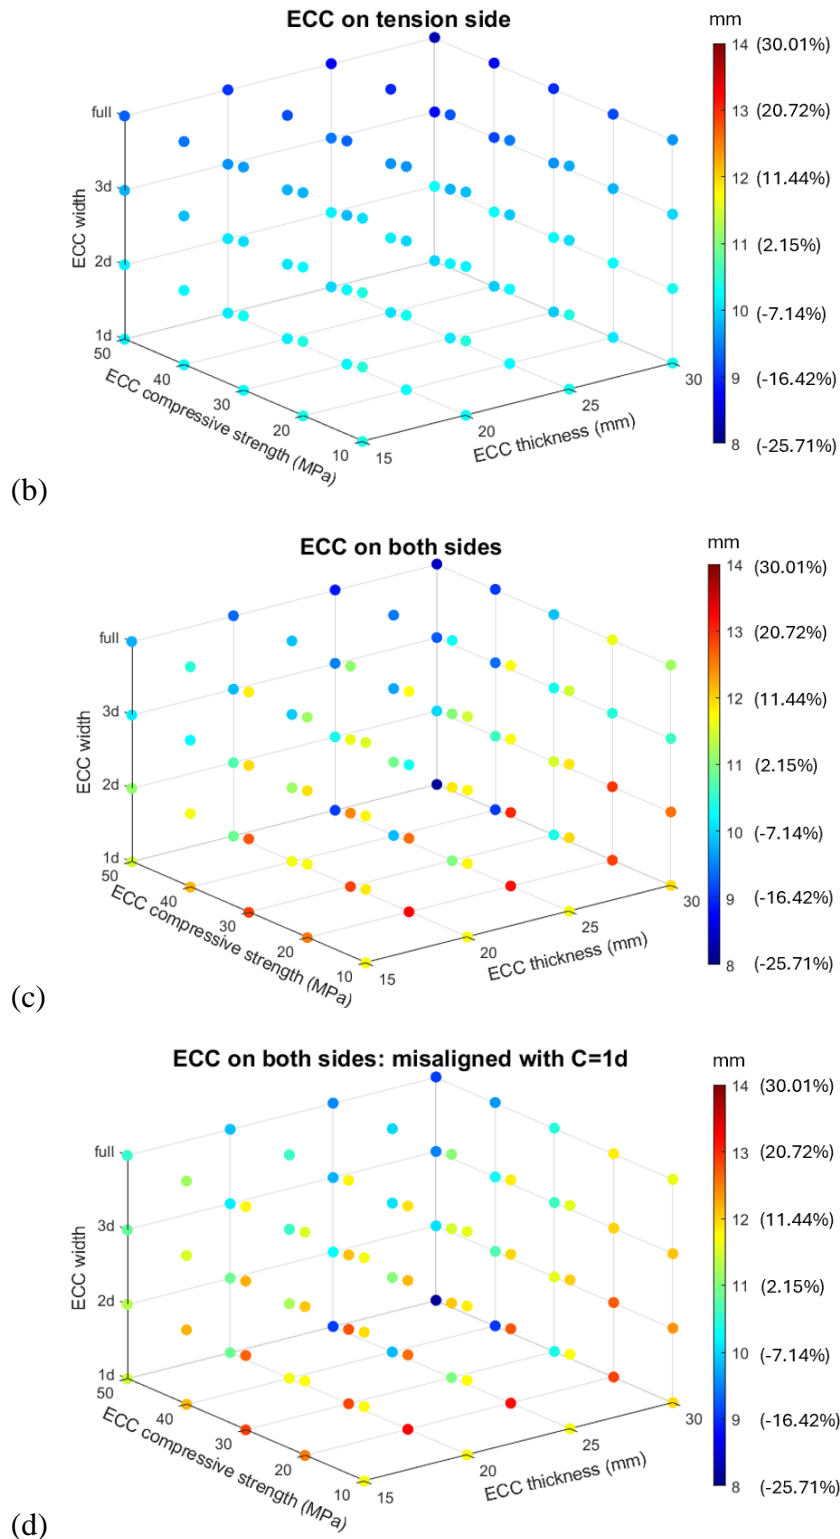 ECC on tension side
mm
14 (30.01%)
13 (20.72%)
12 (11.44%)
11 (2.15%)
10 (-7.14%)
9 (-16.42%)
8 (-25.71%)
full
3d
2d
1d
ECC width
50
40
30
20
10
ECC compressive strength (MPa)
15
20
25
30
ECC thickness (mm)
(b)
ECC on both sides
mm
14 (30.01%)
13 (20.72%)
12 (11.44%)
11 (2.15%)
10 (-7.14%)
9 (-16.42%)
8 (-25.71%)
full
3d
2d
1d
ECC width
50
40
30
20
10
ECC compressive strength (MPa)
15
20
25
30
ECC thickness (mm)
(c)
ECC on both sides: misaligned with C=1d
mm
14 (30.01%)
13 (20.72%)
12 (11.44%)
11 (2.15%)
10 (-7.14%)
9 (-16.42%)
8 (-25.71%)
full
3d
2d
1d
ECC width
50
40
30
20
10
ECC compressive strength (MPa)
15
20
25
30
ECC thickness (mm)
(d)